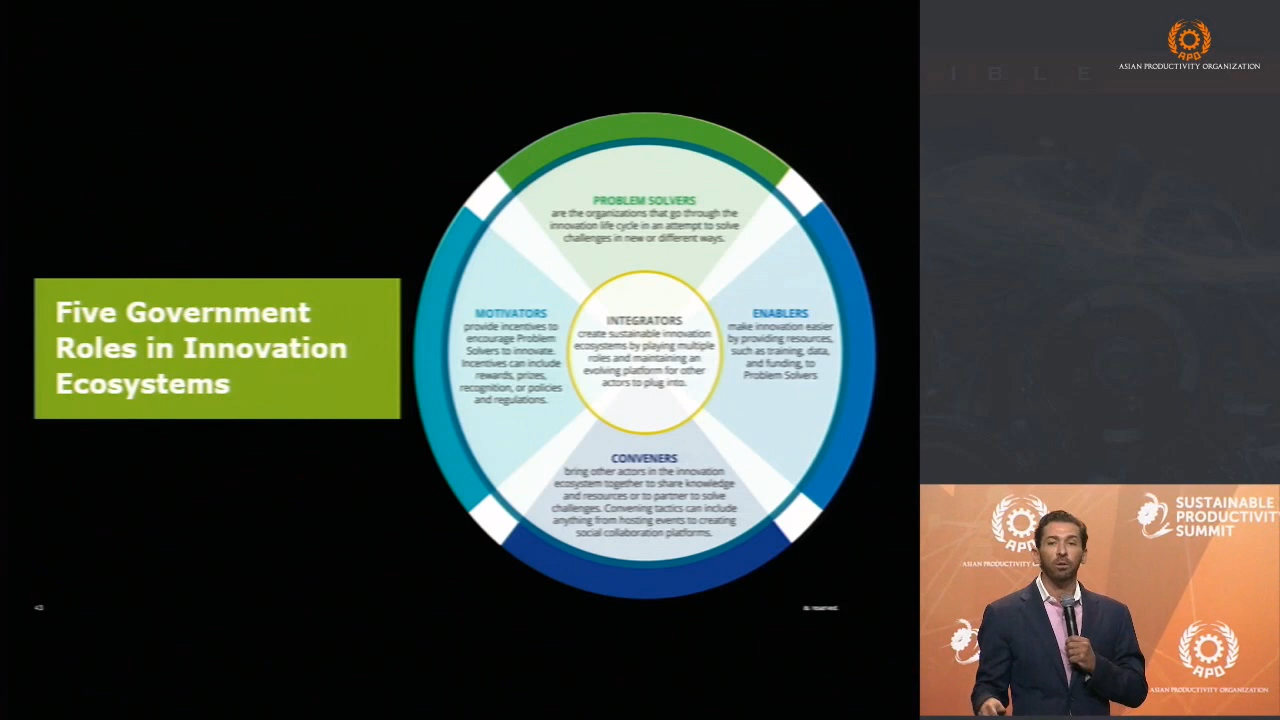 Five Government
Roles in Innovation
Ecosystems
PROBLEM SOLVERS
are the organizations that go through the
innovation life cycle in an attempt to solve
challenges in new or different ways.
MOTIVATORS
provide incentives to
encourage Problem
Solvers to innovate.
Incentives can include
rewards, prizes,
recognition, or policies
and regulations.
INTEGRATORS
create sustainable innovation
ecosystems by playing multiple
roles and maintaining an
evolving platform for other
actors to plug into.
ENABLERS
make innovation easier
by providing resources,
such as training, data,
and funding, to
Problem Solvers
CONVENERS
bring other actors in the innovation
ecosystem together to share knowledge
and resources or to partner to solve
challenges. Convening tactics can include
anything from hosting events to creating
social collaboration platforms.
reserved.
APO
ASIAN PRODUCTIVITY ORGANIZATION
I B L E
APO
ASIAN PRODUCTIVITY
SUSTAINABLE
PRODUCTIVIT
SUMMIT
APO
ASIAN PRODUCTIVITY ORGANIZATION